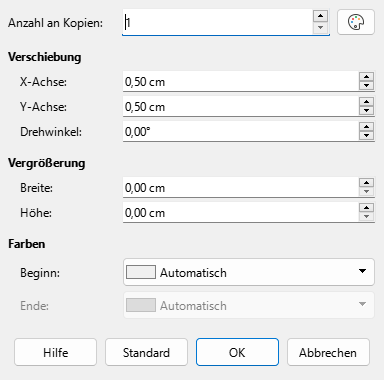 Anzahl an Kopien: 1
Verschiebung
X-Achse: 0,50 cm
Y-Achse: 0,50 cm
Drehwinkel: 0,00°
Vergrößerung
Breite: 0,00 cm
Höhe: 0,00 cm
Farben
Beginn: Automatisch
Ende: Automatisch
Hilfe Standard OK Abbrechen